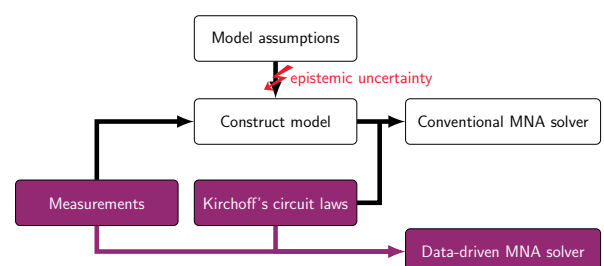 Model assumptions
epistemic uncertainty
Construct model
Conventional MNA solver
Measurements
Kirchoff's circuit laws
Data-driven MNA solver